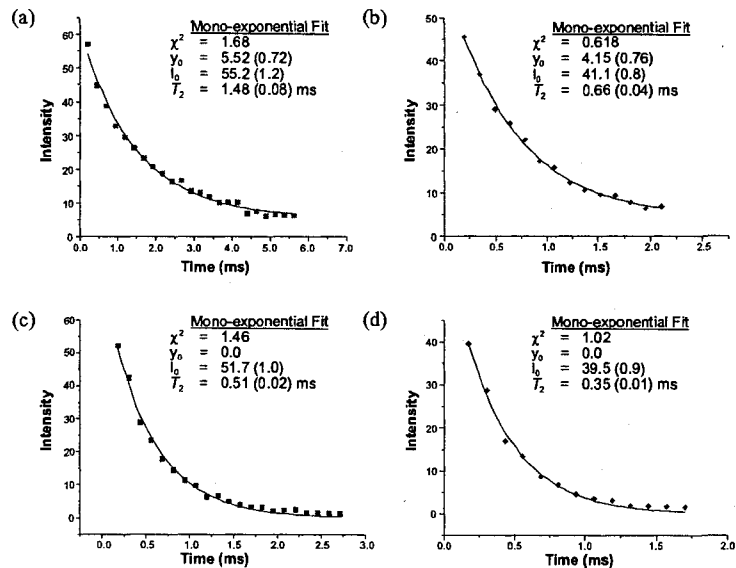 (a)
Mono-exponential Fit
χ² = 1.68
y₀ = 5.52 (0.72)
I₀ = 55.2 (1.2)
T₂ = 1.48 (0.08) ms
60
50
40
30
20
10
0
Intensity
0 1.0 2.0 3.0 4.0 5.0 6.0 7.0
Time (ms)
(b)
Mono-exponential Fit
χ² = 0.618
y₀ = 4.15 (0.76)
I₀ = 41.1 (0.8)
T₂ = 0.66 (0.04) ms
50
40
30
20
10
0
Intensity
0.0 0.5 1.0 1.5 2.0 2.5
Time (ms)
(c)
Mono-exponential Fit
χ² = 1.46
y₀ = 0.0
I₀ = 51.7 (1.0)
T₂ = 0.51 (0.02) ms
60
50
40
30
20
10
0
Intensity
0.0 0.5 1.0 1.5 2.0 2.5 3.0
Time (ms)
(d)
Mono-exponential Fit
χ² = 1.02
y₀ = 0.0
I₀ = 39.5 (0.9)
T₂ = 0.35 (0.01) ms
40
30
20
10
0
Intensity
0.0 0.5 1.0 1.5 2.0
Time (ms)